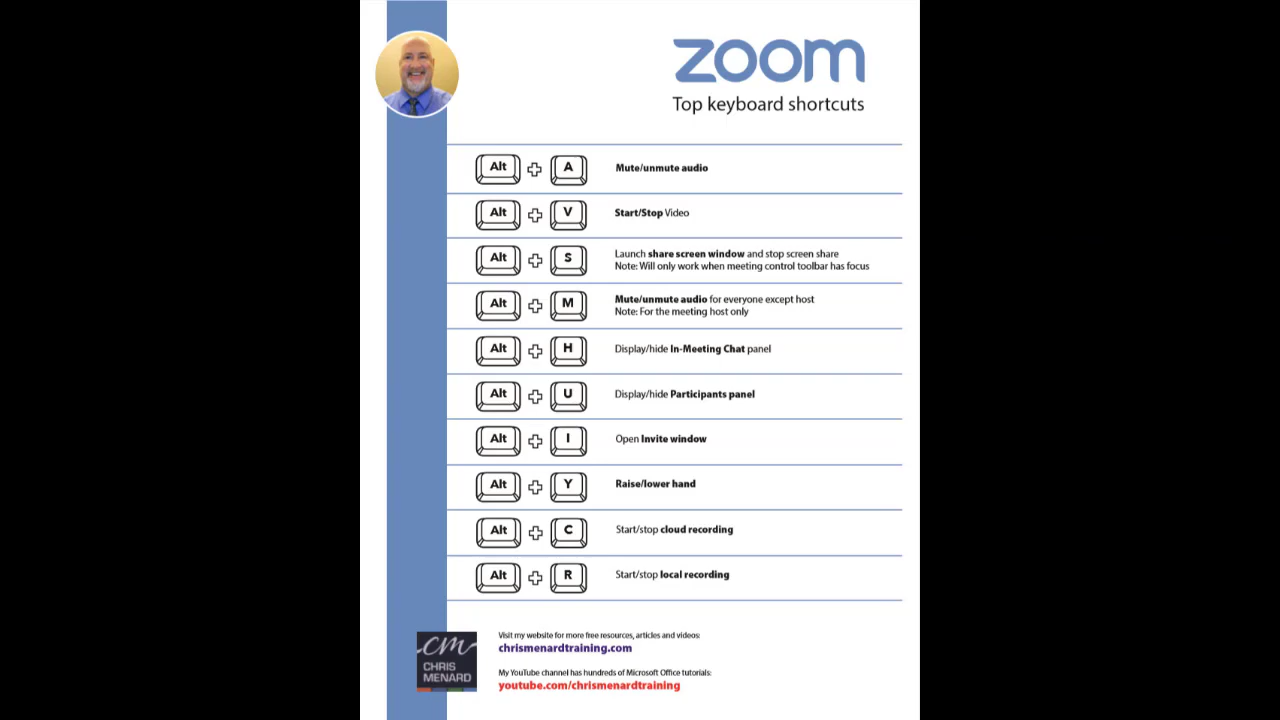 zoom
Top keyboard shortcuts
Alt A Mute/unmute audio
Alt V Start/Stop Video
Alt S Launch share screen window and stop screen share
Note: Will only work when meeting control toolbar has focus
Alt M Mute/unmute audio for everyone except host
Note: For the meeting host only
Alt H Display/hide In-Meeting Chat panel
Alt U Display/hide Participants panel
Alt I Open Invite window
Alt Y Raise/lower hand
Alt C Start/stop cloud recording
Alt R Start/stop local recording
cm
CHRIS
MENARD
Visit my website for more free resources, articles and videos:
chrismenardtraining.com
My YouTube channel has hundreds of Microsoft Office tutorials:
youtube.com/chrismenardtraining